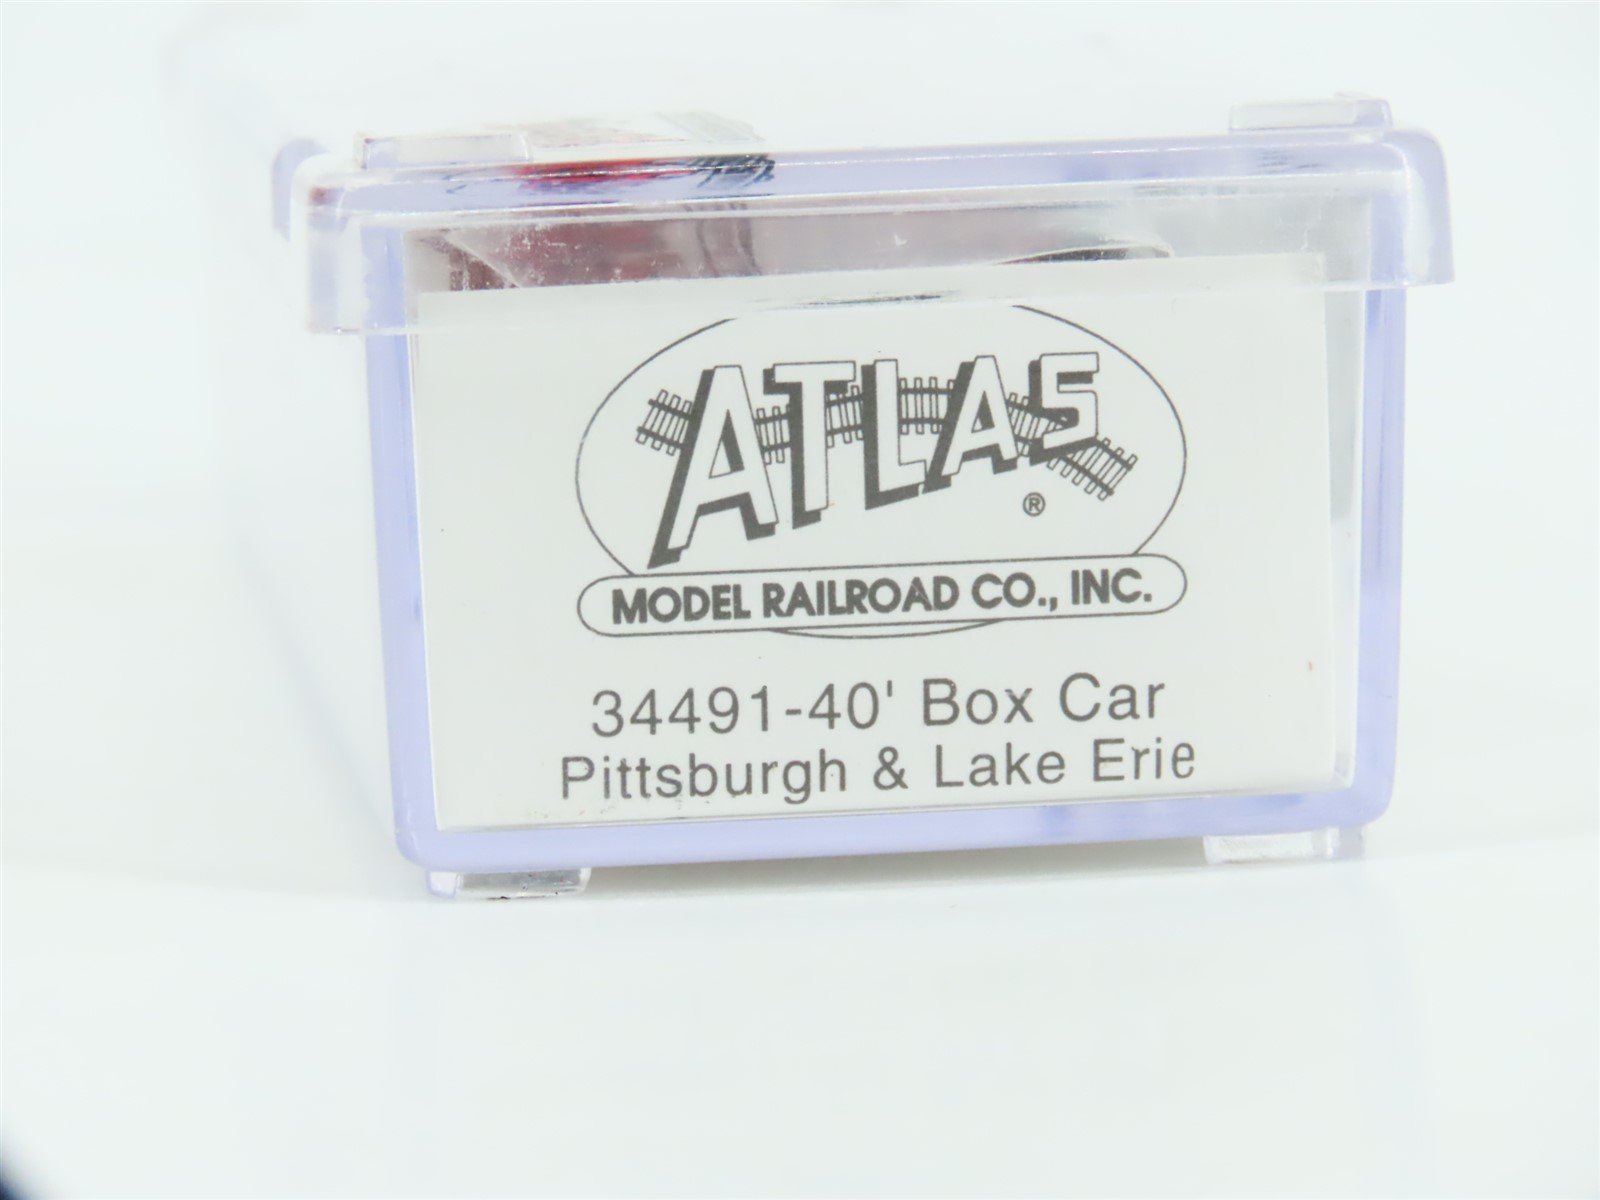 ATLAS
®
MODEL RAILROAD CO., INC.
34491-40' Box Car
Pittsburgh & Lake Erie